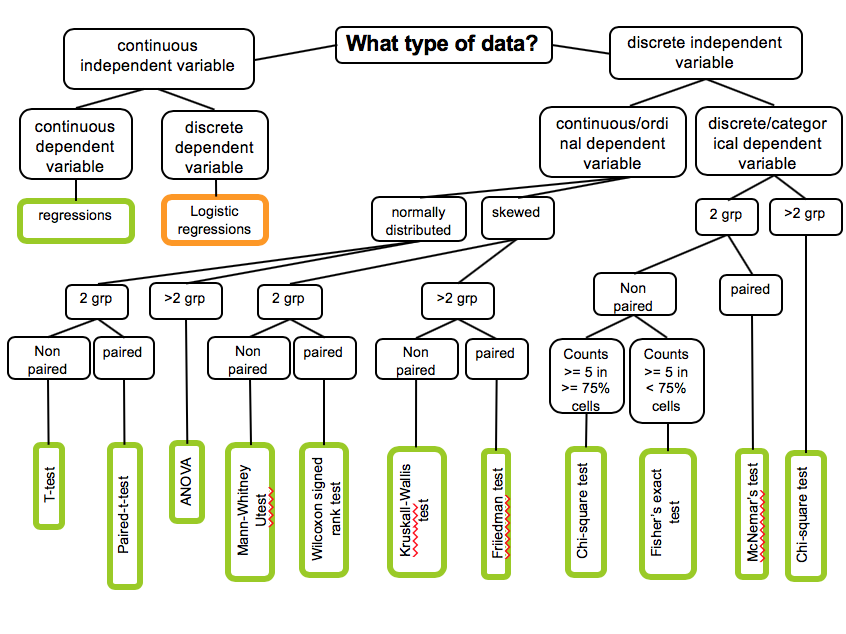 What type of data?
continuous
independent variable
discrete independent
variable
continuous
dependent
variable
discrete
dependent
variable
continuous/ordi
nal dependent
variable
discrete/categor
ical dependent
variable
regressions
Logistic
regressions
normally
distributed
skewed
2 grp
>2 grp
2 grp
>2 grp
2 grp
>2 grp
Non
paired
paired
Non
paired
paired
Non
paired
paired
Non
paired
paired
Counts
>= 5 in
>= 75%
cells
Counts
>= 5 in
< 75%
cells
T-test
Paired-t-test
ANOVA
Mann-Whitney
Utest
Wilcoxon signed
rank test
Kruskall-Wallis
test
Friiedman test
Chi-square test
Fisher's exact
test
McNemar's test
Chi-square test